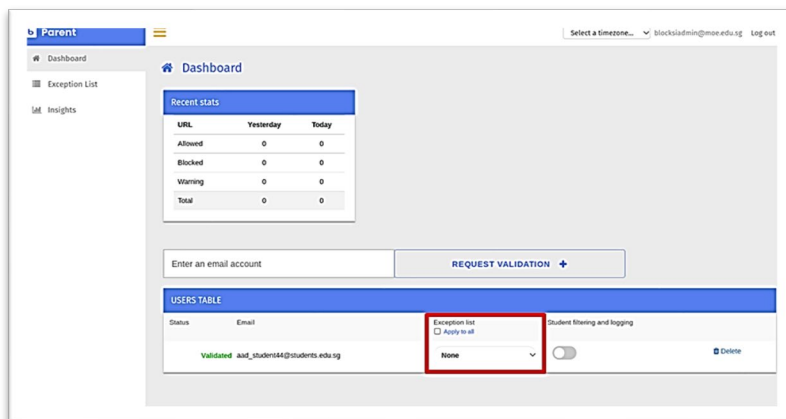 Parent
Select a timezone... blocksiadmin@moe.edu.sg Log out
Dashboard
Exception List
Insights
Dashboard
Recent stats
URL Yesterday Today
Allowed 0 0
Blocked 0 0
Warning 0 0
Total 0 0
Enter an email account REQUEST VALIDATION +
USERS TABLE
Status Email Exception list Student filtering and logging
Apply to all
Validated aad_student44@students.edu.sg None Delete